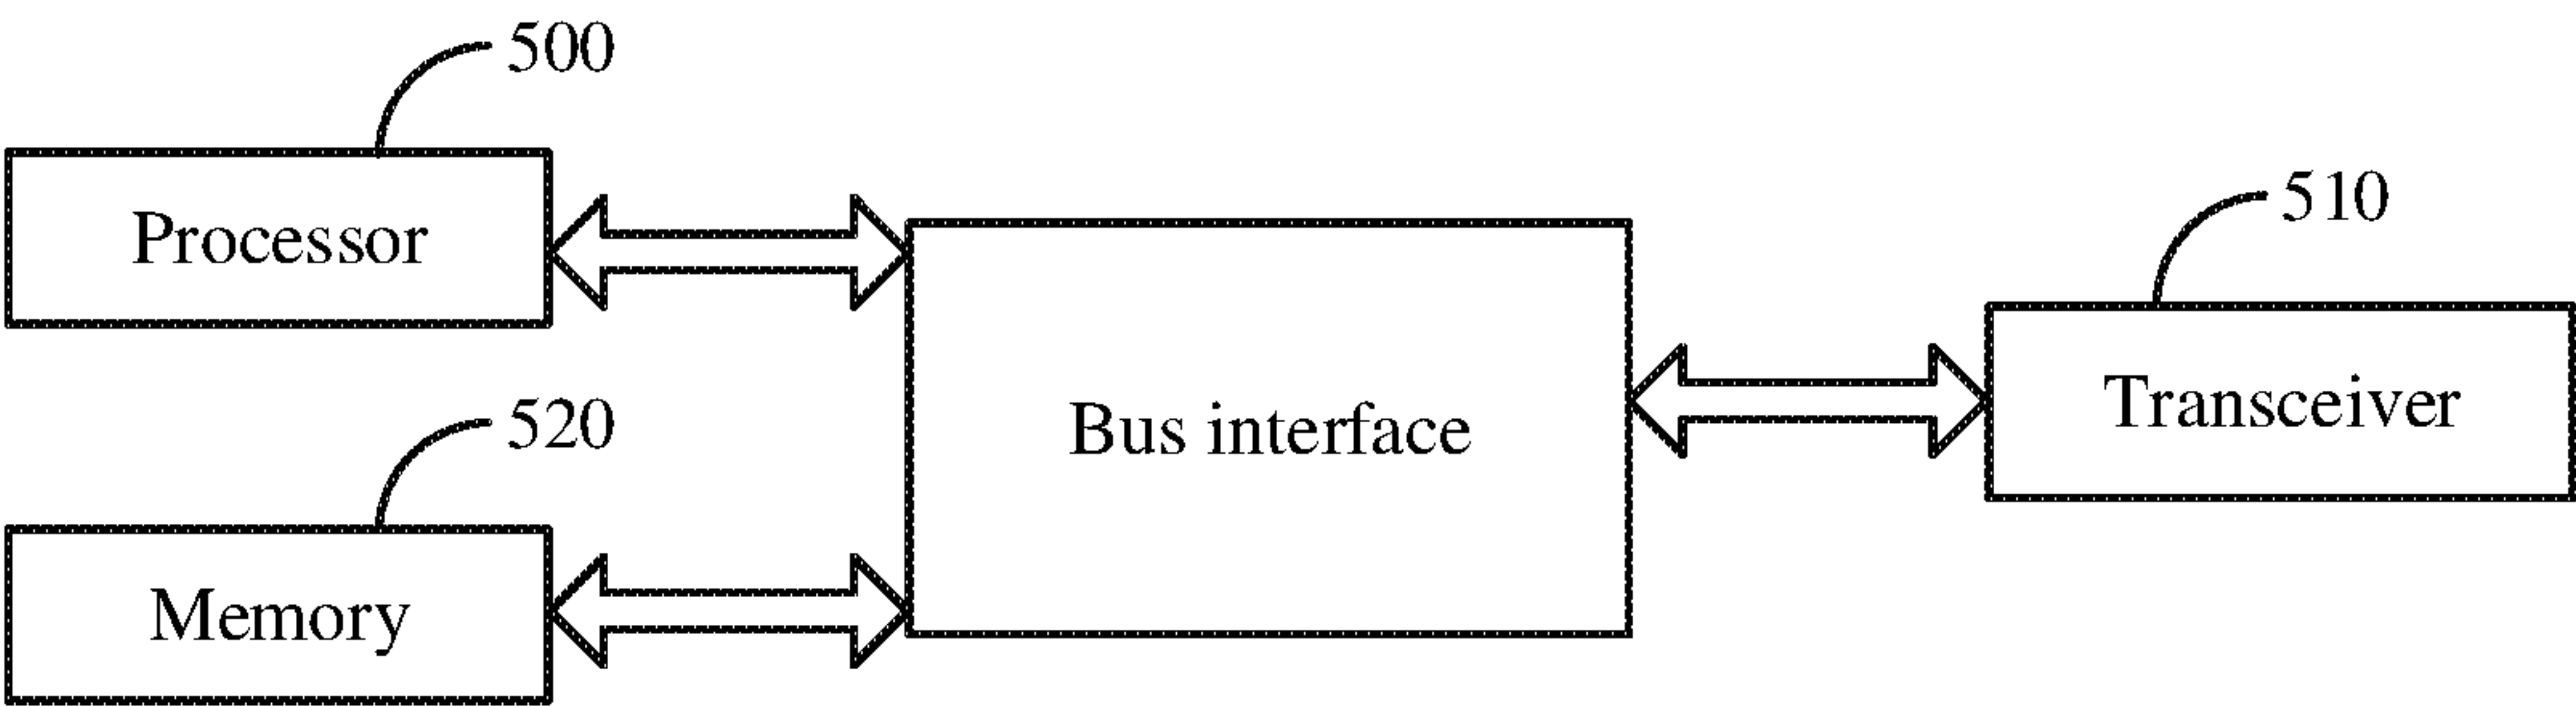 500
Processor
510
Transceiver
Bus interface
520
Memory